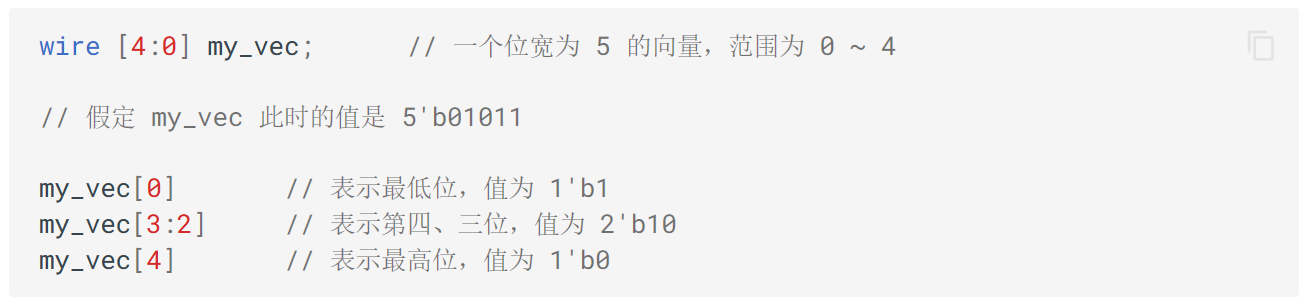 wire [4:0] my_vec;      // 一个位宽为 5 的向量，范围为 0 ~ 4
// 假定 my_vec 此时的值是 5'b01011
my_vec[0]       // 表示最低位，值为 1'b1
my_vec[3:2]     // 表示第四、三位，值为 2'b10
my_vec[4]       // 表示最高位，值为 1'b0